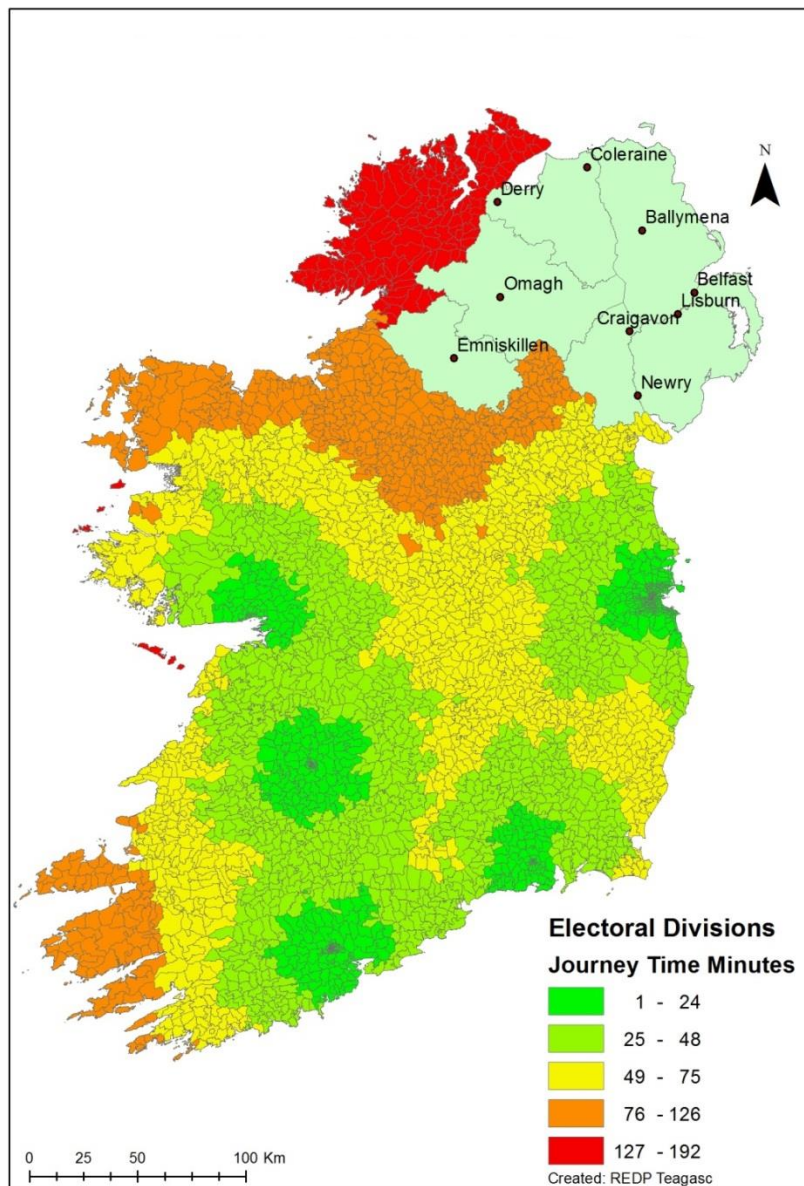 N
Coleraine
Derry
Ballymena
Omagh
Belfast
Lisburn
Craigavon
Emniskillen
Newry
Electoral Divisions
Journey Time Minutes
1 - 24
25 - 48
49 - 75
76 - 126
127 - 192
0 25 50 100 Km
Created: REDP Teagasc